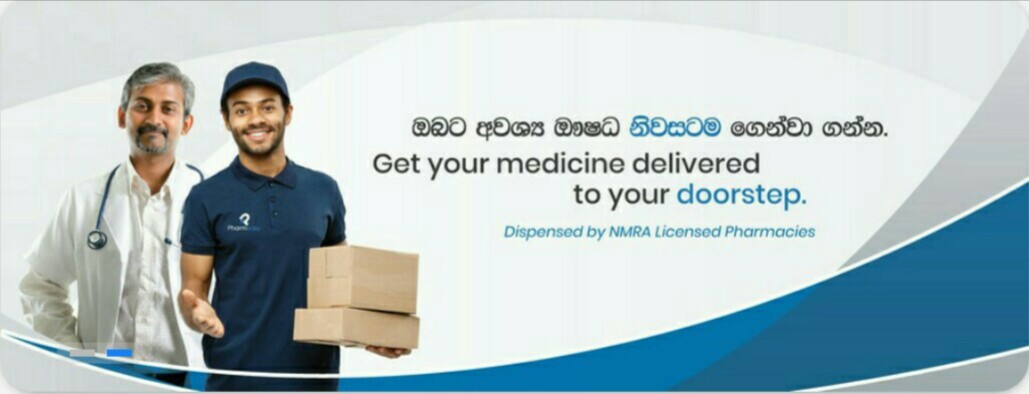 ඔබට අවශ්‍ය ඖෂධ නිවසටම ගෙන්වා ගන්න.
Get your medicine delivered
to your doorstep.
Dispensed by NMRA Licensed Pharmacies